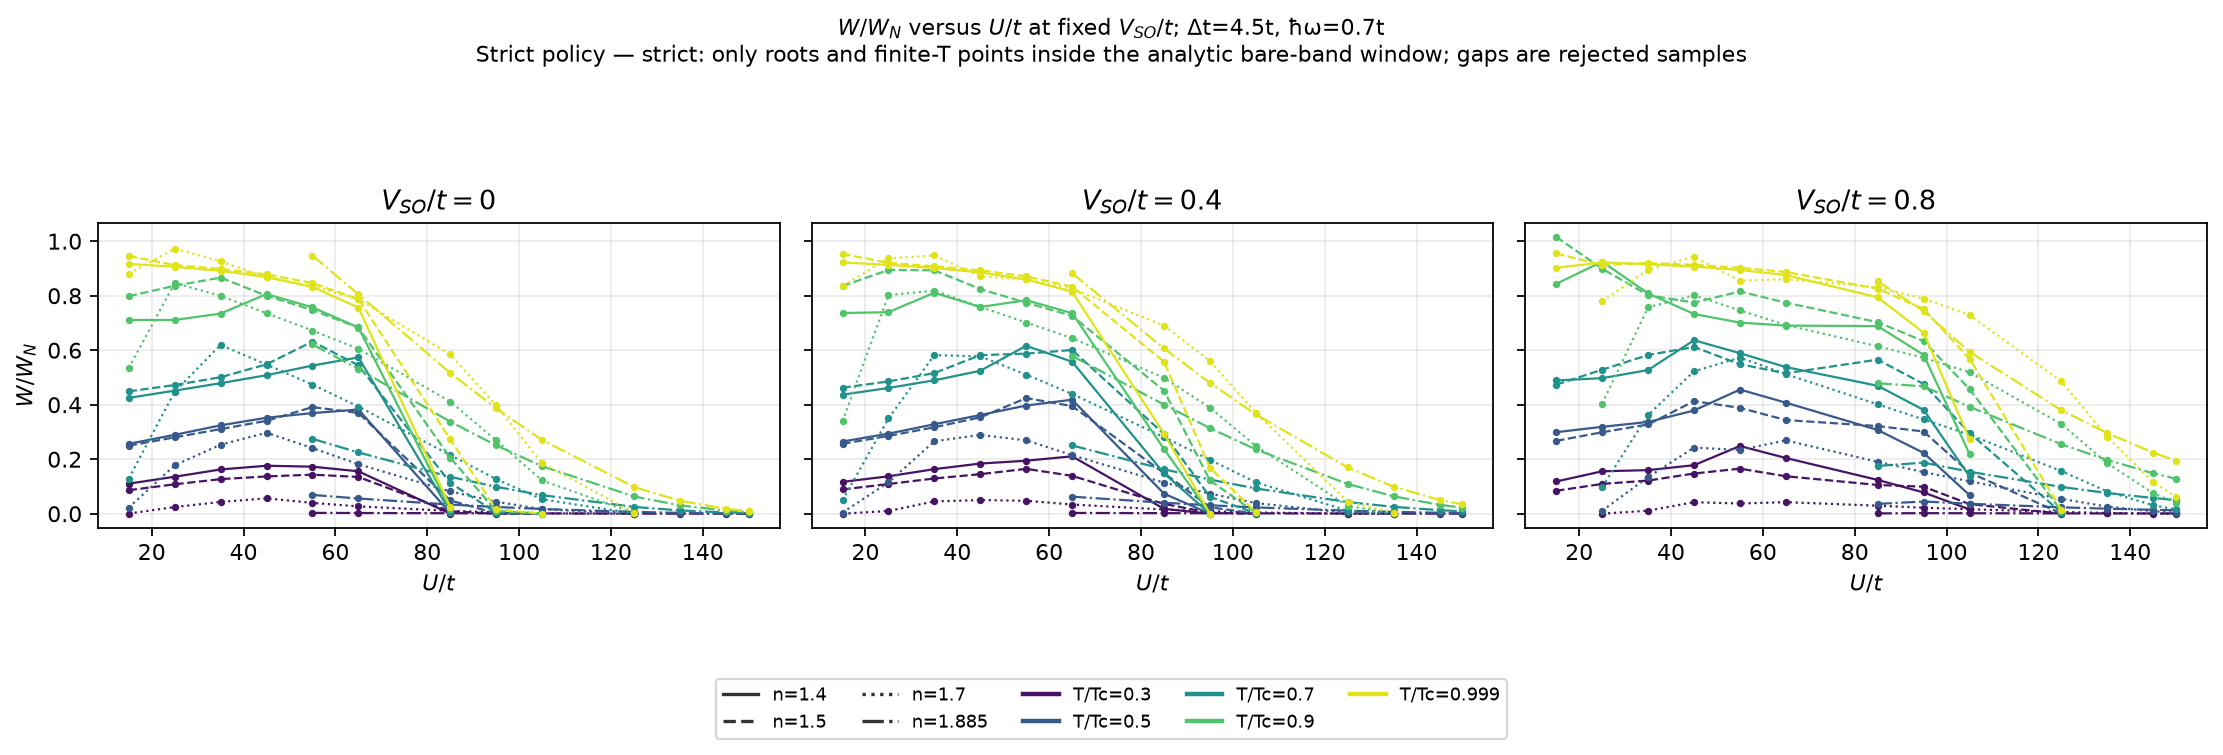 W/W_N versus U/t at fixed V_SO/t; Δt=4.5t, ħω=0.7t
Strict policy — strict: only roots and finite-T points inside the analytic bare-band window; gaps are rejected samples
V_SO/t = 0
V_SO/t = 0.4
V_SO/t = 0.8
W/W_N
1.0
0.8
0.6
0.4
0.2
0.0
20 40 60 80 100 120 140
20 40 60 80 100 120 140
20 40 60 80 100 120 140
U/t
U/t
U/t
n=1.4 n=1.7 T/Tc=0.3 T/Tc=0.7 T/Tc=0.999
n=1.5 n=1.885 T/Tc=0.5 T/Tc=0.9